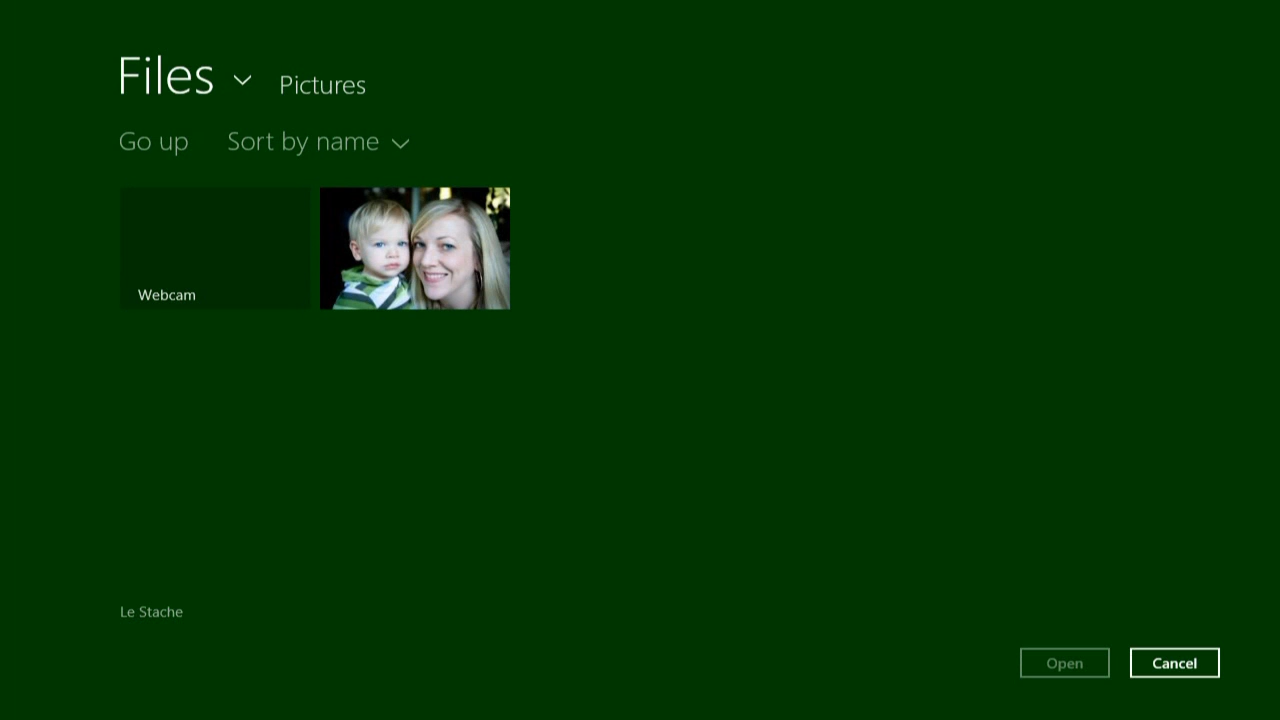 Files Pictures
Go up Sort by name
Webcam
Le Stache
Open Cancel